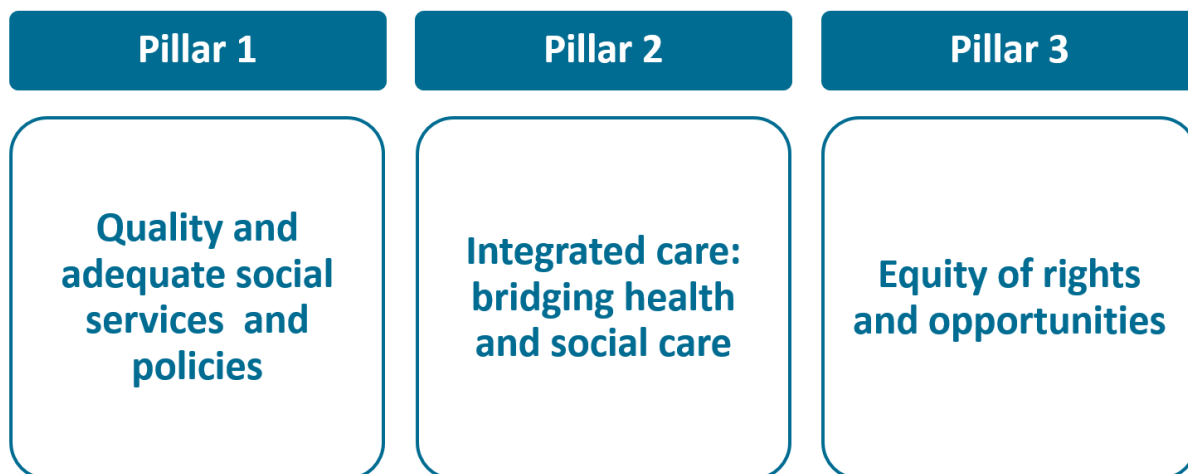 Pillar 1
Pillar 2
Pillar 3
Quality and
adequate social
services  and
policies
Integrated care:
bridging health
and social care
Equity of rights
and opportunities